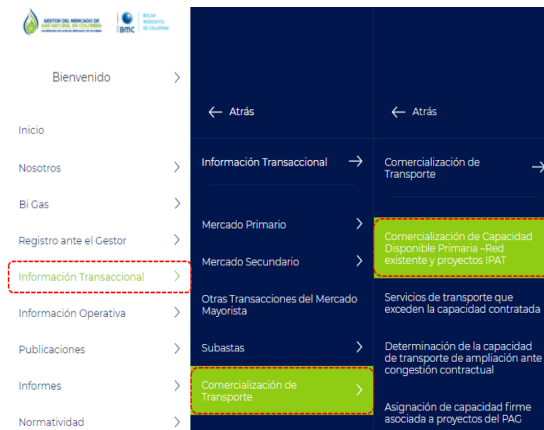 GESTOR DEL MERCADO DE
GAS NATURAL EN COLOMBIA
BMC
BOLSA
MERCANTIL
DE COLOMBIA
Bienvenido
Inicio
Nosotros
Bi Gas
Registro ante el Gestor
Información Transaccional
Información Operativa
Publicaciones
Informes
Normatividad
Atrás
Información Transaccional
Mercado Primario
Mercado Secundario
Otras Transacciones del Mercado
Mayorista
Subastas
Comercialización de
Transporte
Atrás
Comercialización de
Transporte
Comercialización de Capacidad
Disponible Primaria –Red
existente y proyectos IPAT
Servicios de transporte que
exceden la capacidad contratada
Determinación de la capacidad
de transporte de ampliación ante
congestión contractual
Asignación de capacidad firme
asociada a proyectos del PAG